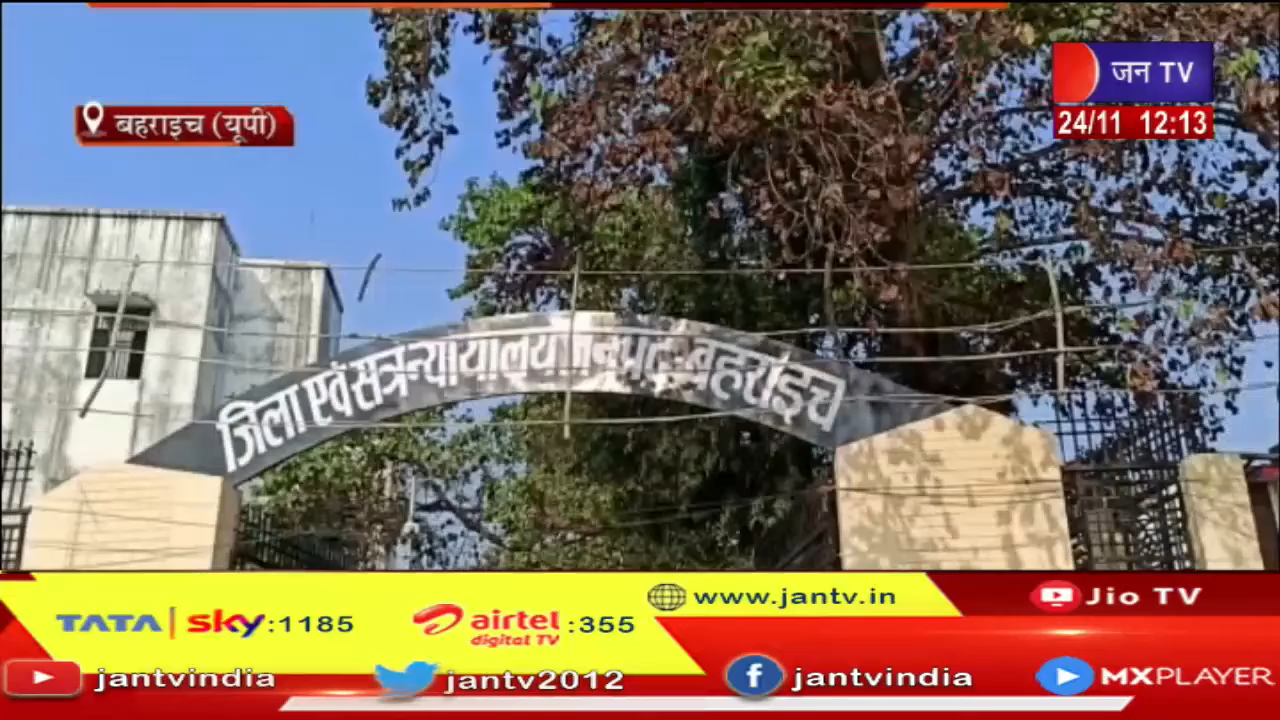 जन TV
24/11 12:13
बहराइच (यूपी)
जिला एवं सत्र न्यायालय जनपद-बहराइच
www.jantv.in
Jio TV
TATA sky:1185
airtel digital TV :355
jantvindia
jantv2012
jantvindia
MXPLAYER